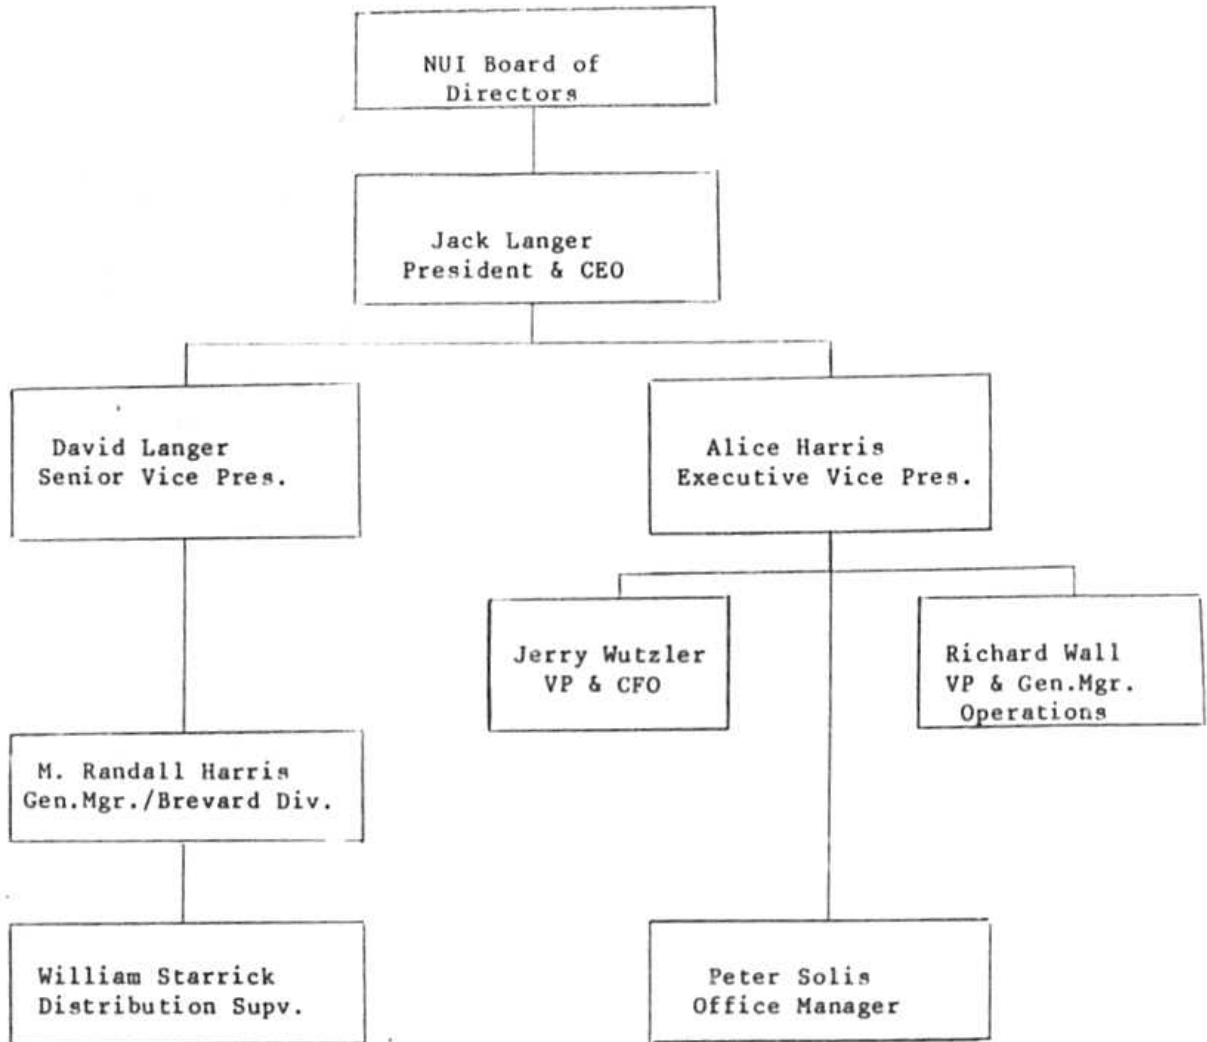 NUI Board of
Directors
Jack Langer
President & CEO
David Langer
Senior Vice Pres.
Alice Harris
Executive Vice Pres.
Jerry Wutzler
VP & CFO
Richard Wall
VP & Gen.Mgr.
Operations
M. Randall Harris
Gen.Mgr./Brevard Div.
William Starrick
Distribution Supv.
Peter Solis
Office Manager